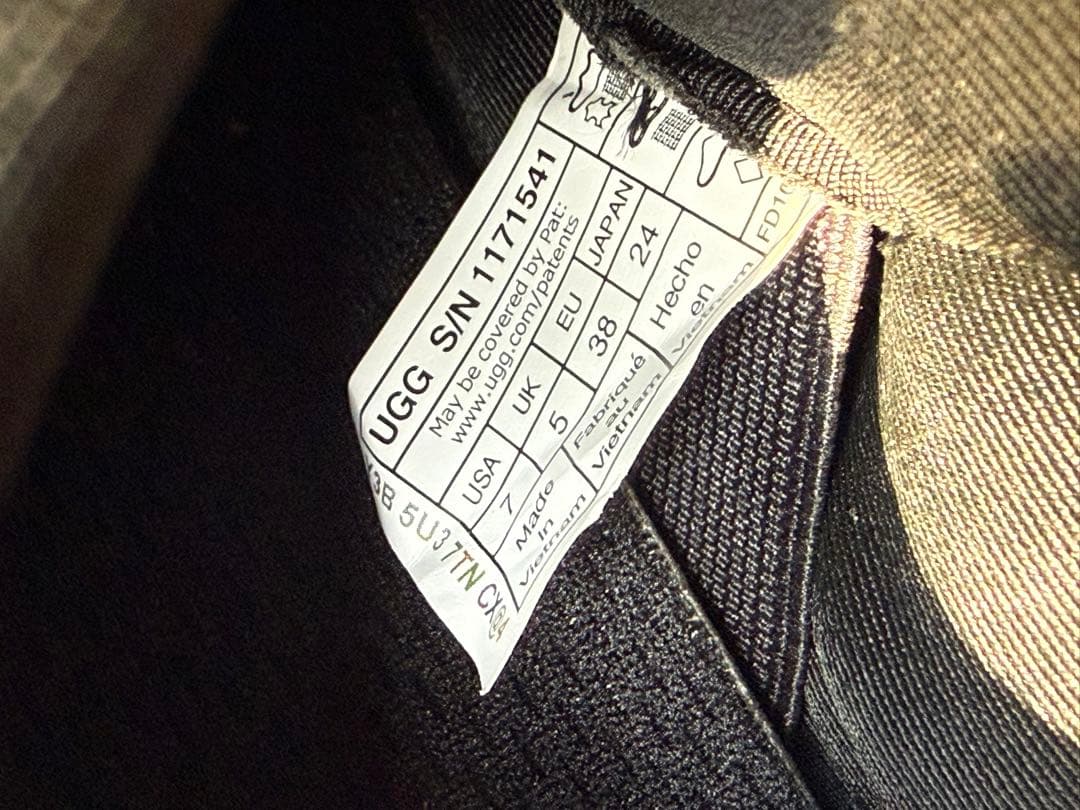 UGG S/N 1171541
May be covered by Pat:
www.ugg.com/patents
USA UK EU JAPAN
7 5 38 24
Made in Vietnam
Fabriqué au Vietnam
Hecho en Vietnam
5U37TN